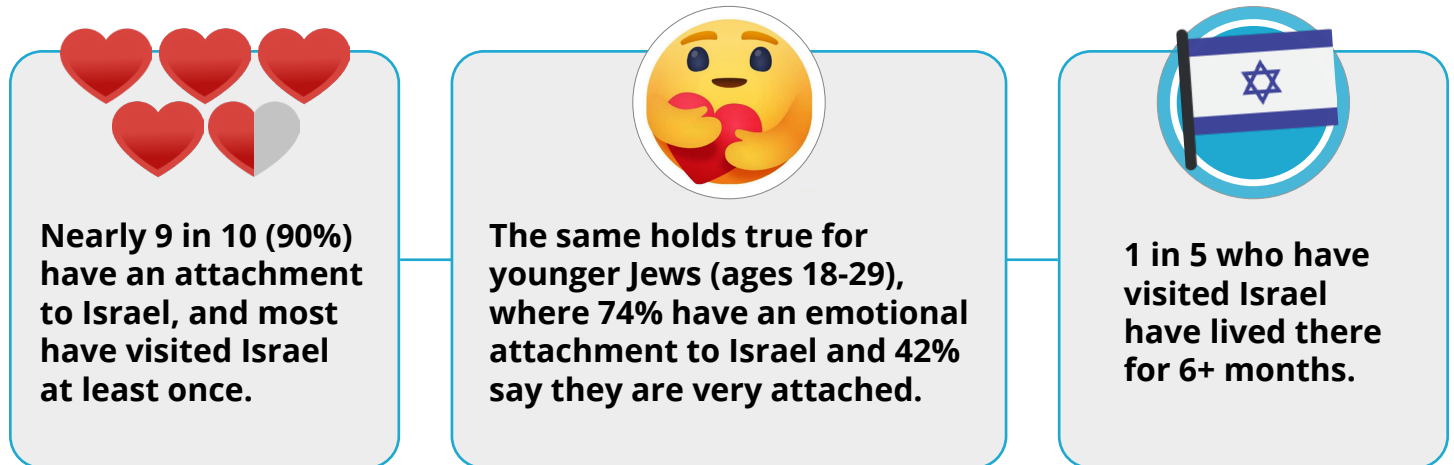 Nearly 9 in 10 (90%)
have an attachment
to Israel, and most
have visited Israel
at least once.
The same holds true for
younger Jews (ages 18-29),
where 74% have an emotional
attachment to Israel and 42%
say they are very attached.
1 in 5 who have
visited Israel
have lived there
for 6+ months.